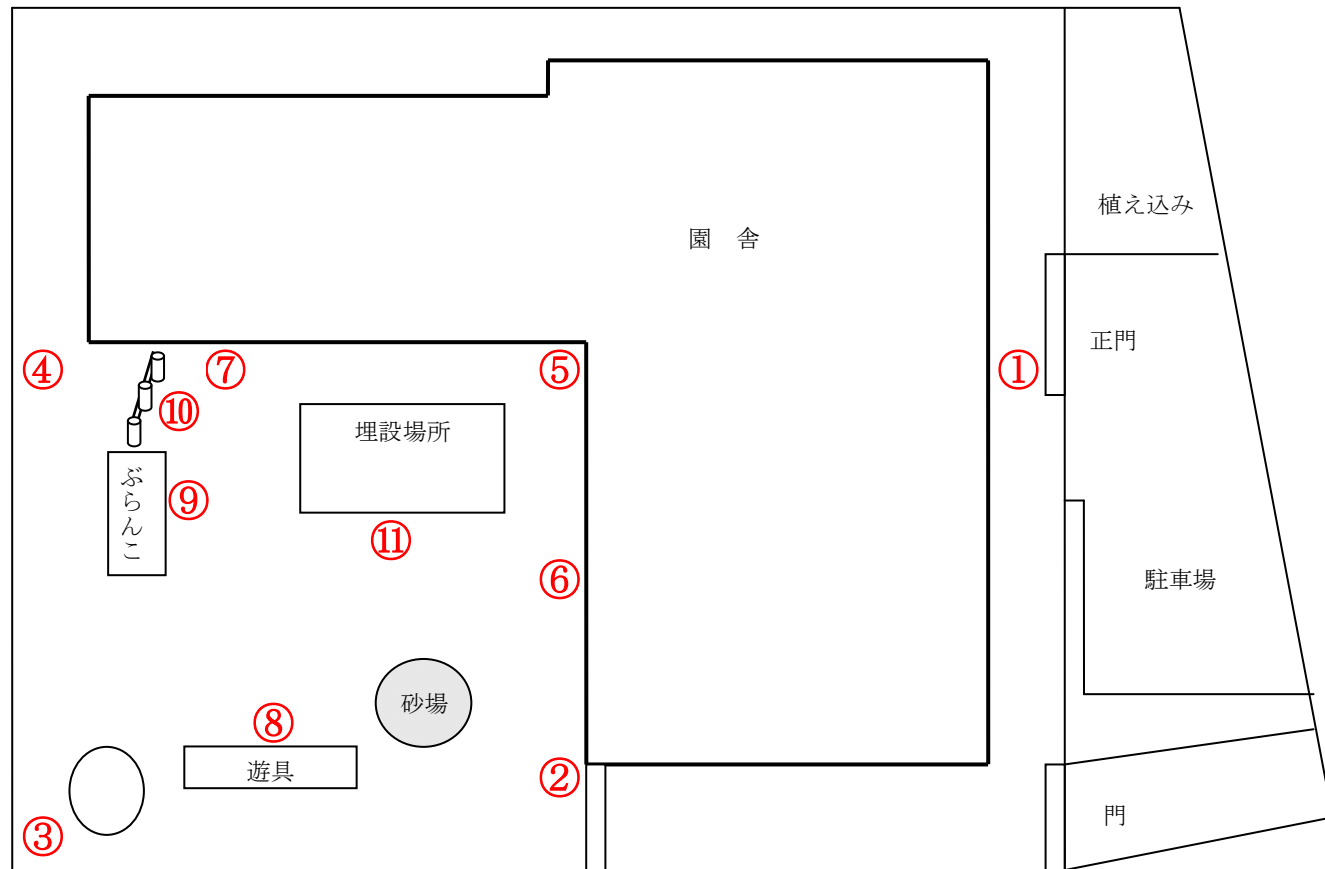 植え込み
園　舎
正門
④
⑦
⑤
①
⑩
埋設場所
ぶらんこ
⑨
⑪
⑥
駐車場
砂場
⑧
遊具
②
③
門